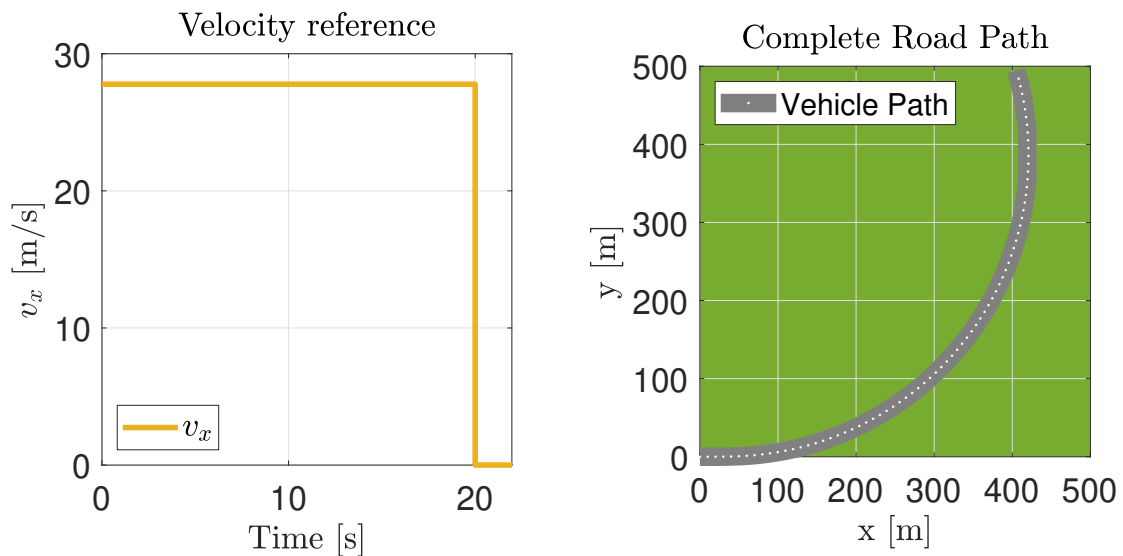 Velocity reference
30
20
10
0
v_x [m/s]
v_x
0 10 20
Time [s]
Complete Road Path
500
400
300
200
100
0
y [m]
Vehicle Path
0 100 200 300 400 500
x [m]